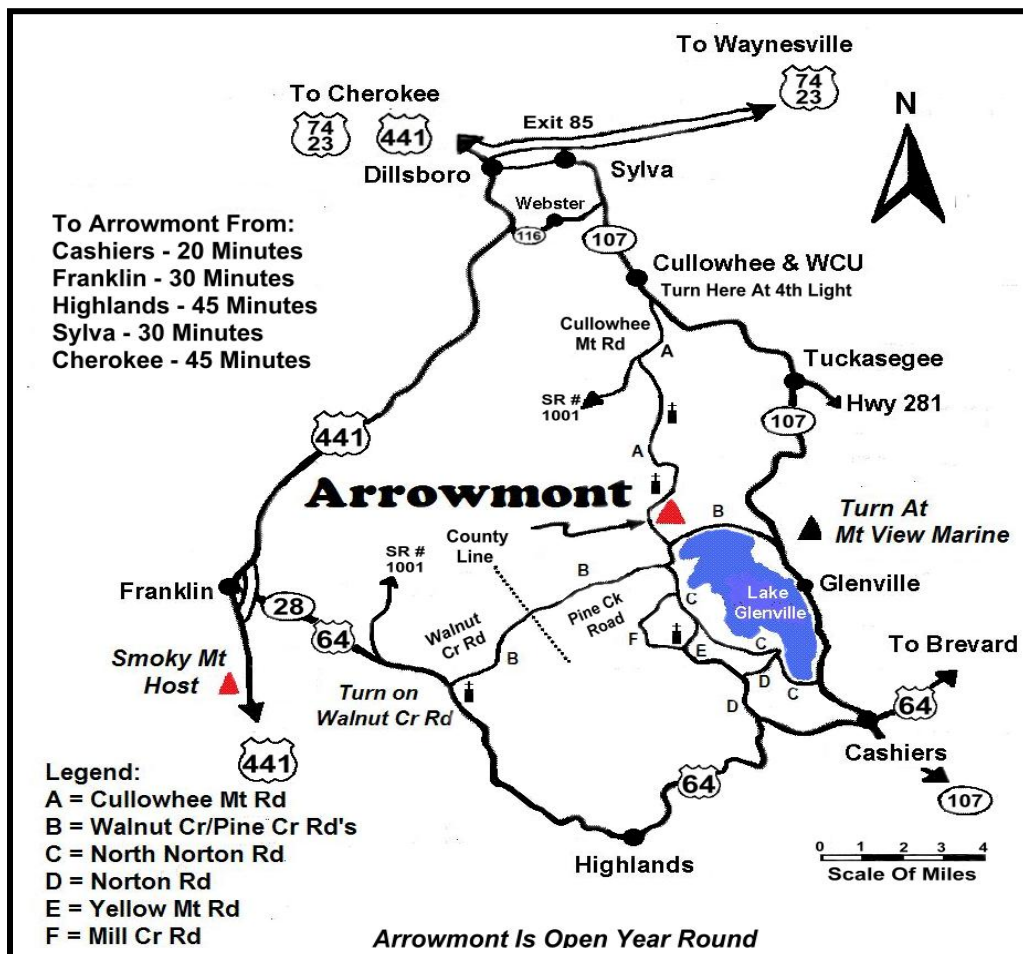 To Waynesville
74
23
To Cherokee
74
23
441
Exit 85
N
Dillsboro
Sylva
Webster
116
107
To Arrowmont From:
Cashiers - 20 Minutes
Franklin - 30 Minutes
Highlands - 45 Minutes
Sylva - 30 Minutes
Cherokee - 45 Minutes
Cullowhee & WCU
Turn Here At 4th Light
Cullowhee
Mt Rd
A
Tuckasegee
SR #
1001
Hwy 281
107
441
A
Arrowmont
B
Turn At
Mt View Marine
SR #
1001
County
Line
B
Franklin
28
64
Walnut
Cr Rd
B
Pine Ck
Road
C
Lake
Glenville
Glenville
F
E
C
D
C
D
To Brevard
64
Smoky Mt
Host
Turn on
Walnut Cr Rd
Cashiers
441
64
107
Highlands
0 1 2 3 4
Scale Of Miles
Legend:
A = Cullowhee Mt Rd
B = Walnut Cr/Pine Cr Rd's
C = North Norton Rd
D = Norton Rd
E = Yellow Mt Rd
F = Mill Cr Rd
Arrowmont Is Open Year Round